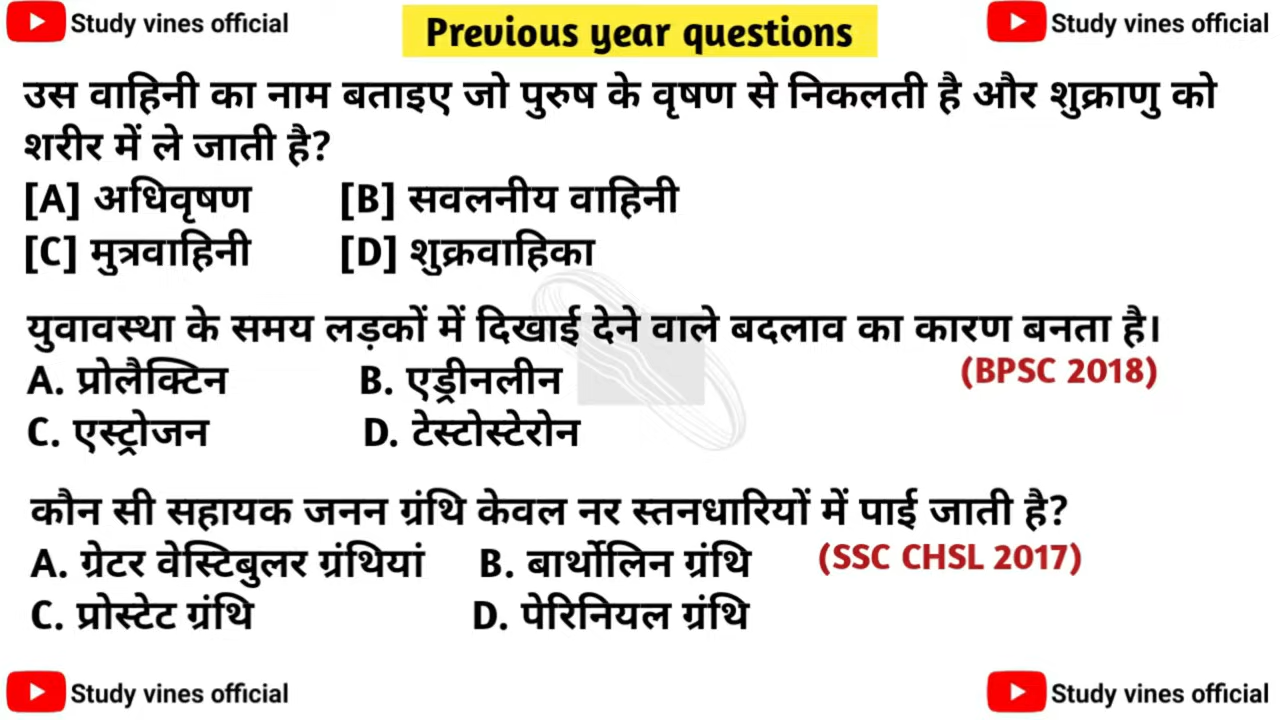 Study vines official
Previous year questions
Study vines official
उस वाहिनी का नाम बताइए जो पुरुष के वृषण से निकलती है और शुक्राणु को
शरीर में ले जाती है?
[A] अधिवृषण [B] सवलनीय वाहिनी
[C] मुत्रवाहिनी [D] शुक्रवाहिका
युवावस्था के समय लड़कों में दिखाई देने वाले बदलाव का कारण बनता है।
A. प्रोलैक्टिन B. एड्रीनलीन (BPSC 2018)
C. एस्ट्रोजन D. टेस्टोस्टेरोन
कौन सी सहायक जनन ग्रंथि केवल नर स्तनधारियों में पाई जाती है?
A. ग्रेटर वेस्टिबुलर ग्रंथियां B. बार्थोलिन ग्रंथि (SSC CHSL 2017)
C. प्रोस्टेट ग्रंथि D. पेरिनियल ग्रंथि
Study vines official
Study vines official